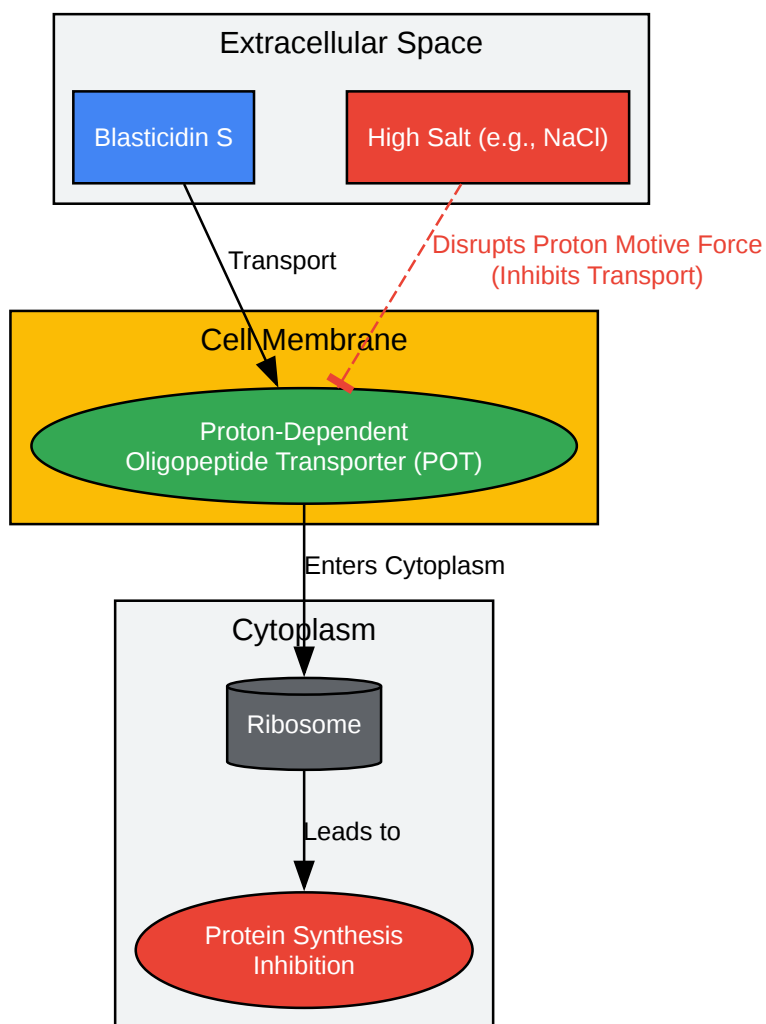 Extracellular Space
Blasticidin S
High Salt (e.g., NaCl)
Transport
Disrupts Proton Motive Force
(Inhibits Transport)
Cell Membrane
Proton-Dependent
Oligopeptide Transporter (POT)
Enters Cytoplasm
Cytoplasm
Ribosome
Leads to
Protein Synthesis
Inhibition